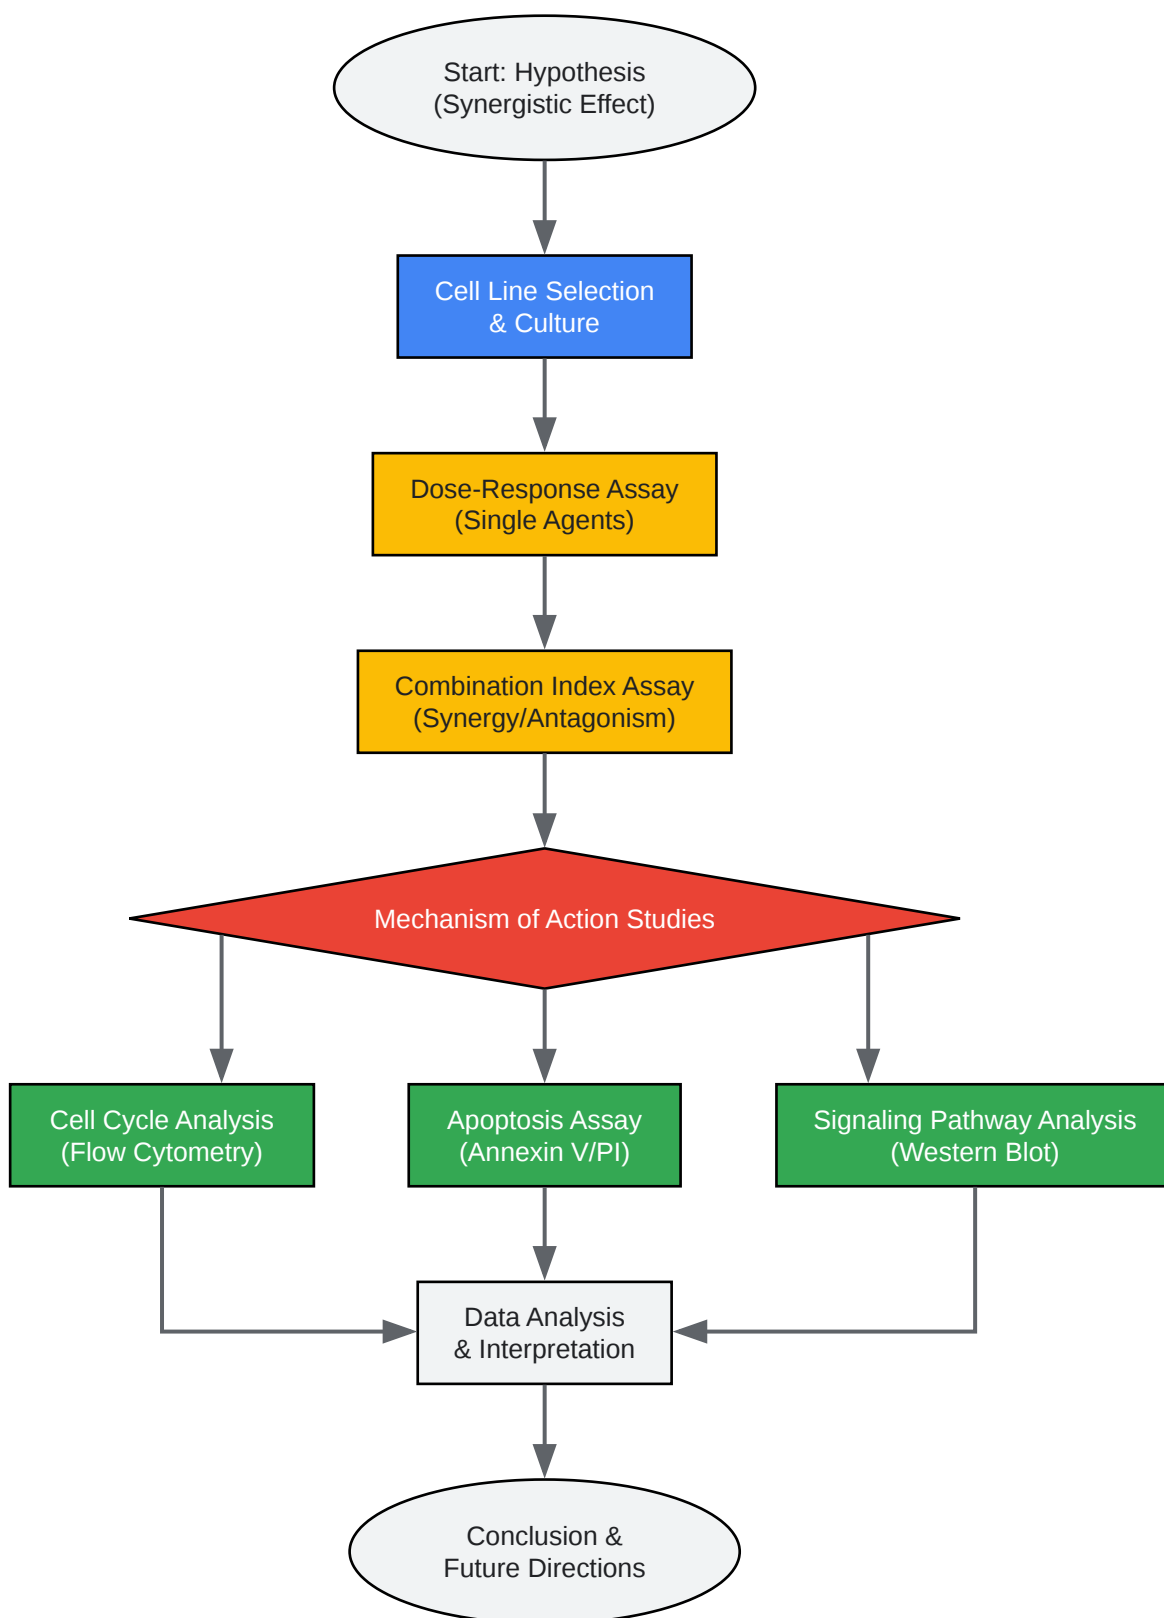 Start: Hypothesis
(Synergistic Effect)
Cell Line Selection
& Culture
Dose-Response Assay
(Single Agents)
Combination Index Assay
(Synergy/Antagonism)
Mechanism of Action Studies
Cell Cycle Analysis
(Flow Cytometry)
Apoptosis Assay
(Annexin V/PI)
Signaling Pathway Analysis
(Western Blot)
Data Analysis
& Interpretation
Conclusion &
Future Directions